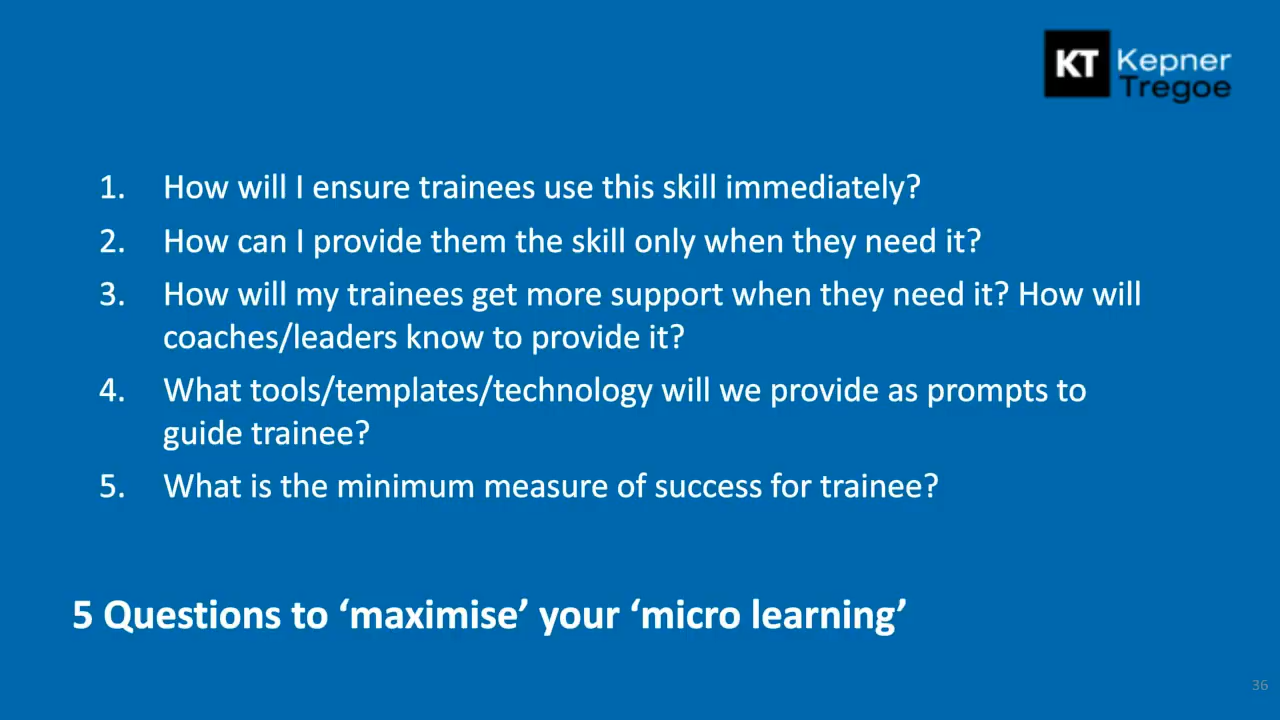 KT Kepner
Tregoe
1. How will I ensure trainees use this skill immediately?
2. How can I provide them the skill only when they need it?
3. How will my trainees get more support when they need it? How will
coaches/leaders know to provide it?
4. What tools/templates/technology will we provide as prompts to
guide trainee?
5. What is the minimum measure of success for trainee?
5 Questions to ‘maximise’ your ‘micro learning’
36